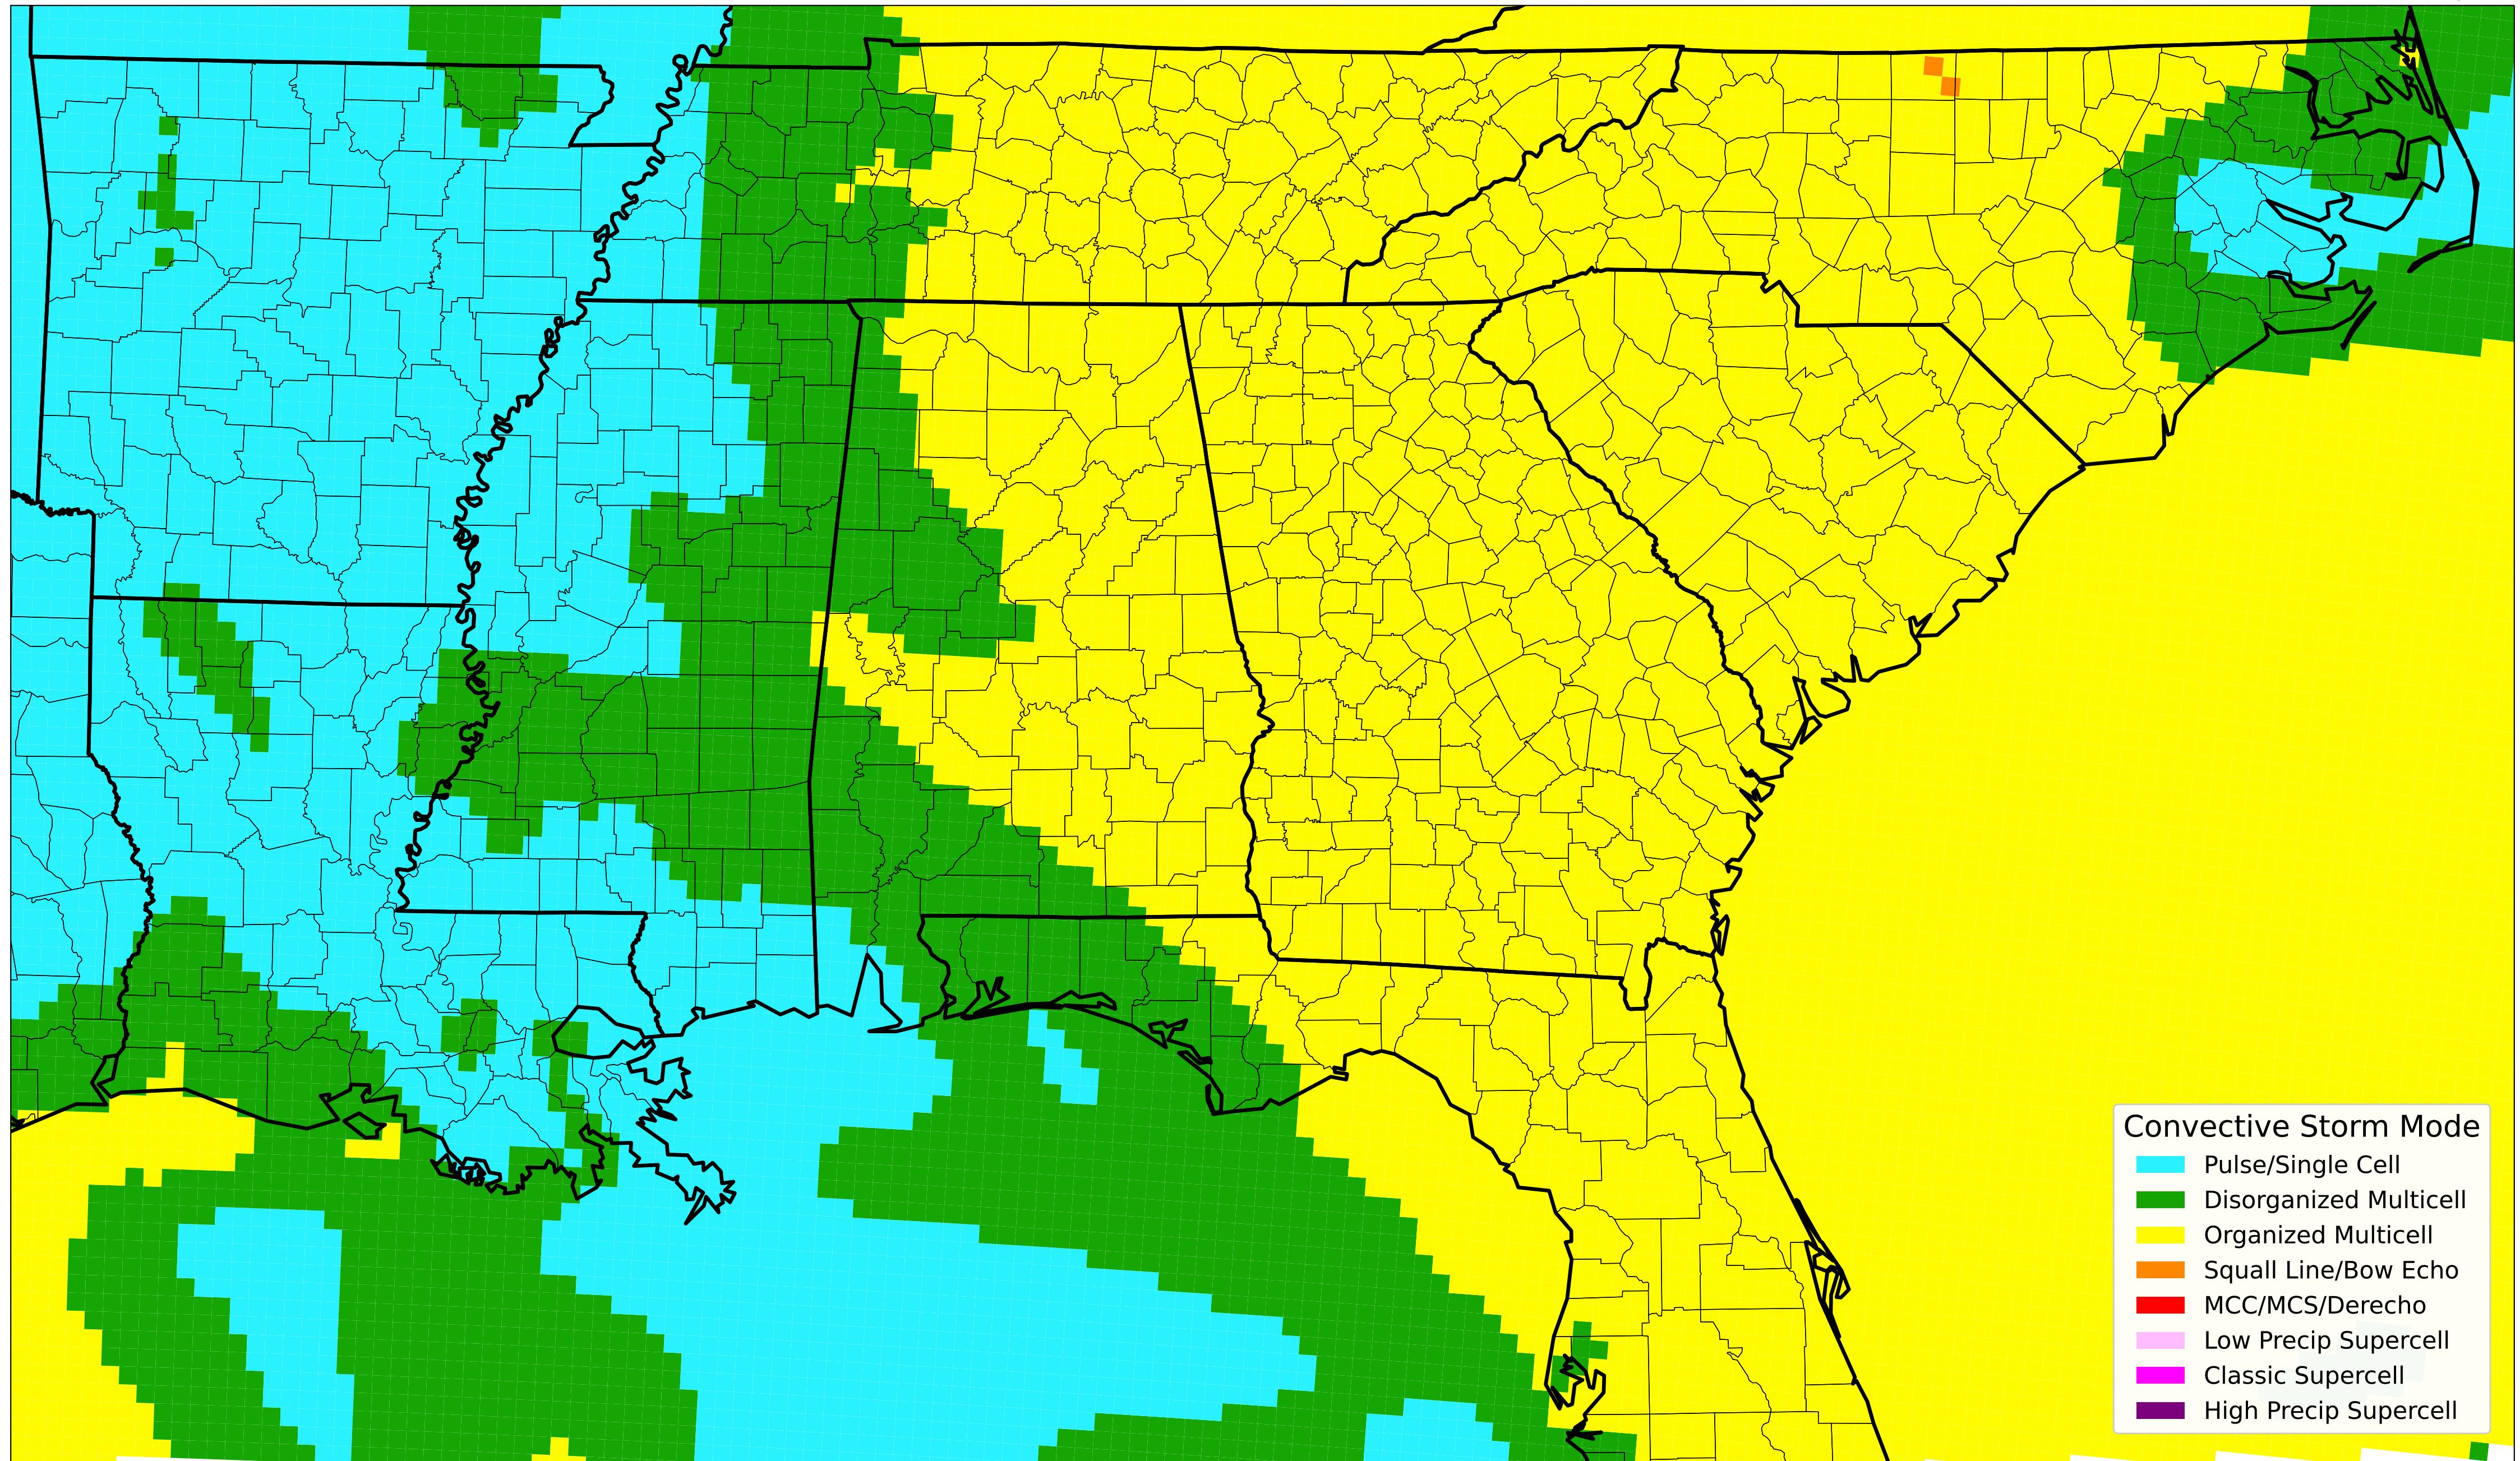 Convective Storm Mode
Pulse/Single Cell
Disorganized Multicell
Organized Multicell
Squall Line/Bow Echo
MCC/MCS/Derecho
Low Precip Supercell
Classic Supercell
High Precip Supercell